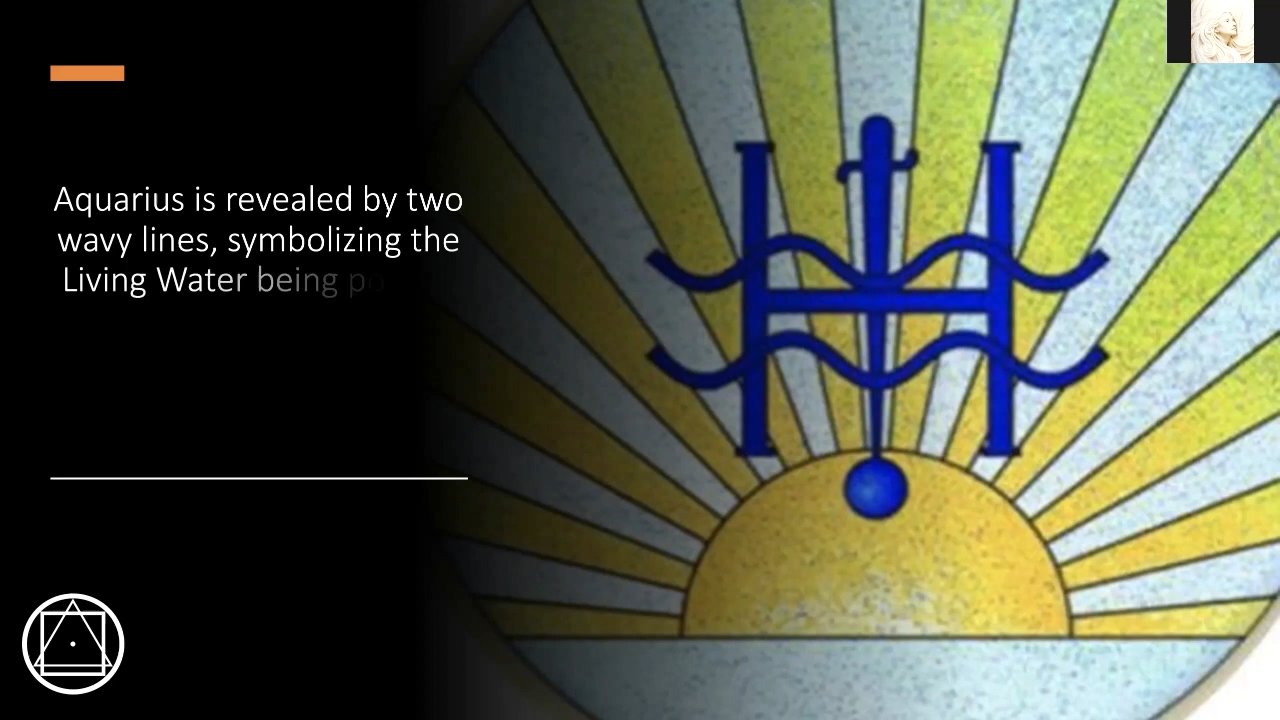 Aquarius is revealed by two
wavy lines, symbolizing the
Living Water being